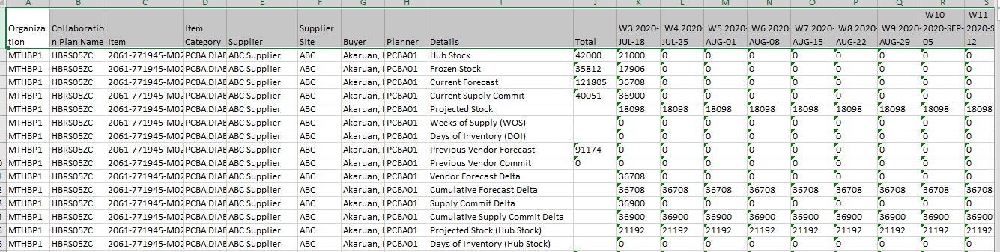 A B C D E F G H I J K L M N O P Q R S
Organiza tion Collaboratio n Plan Name Item Item Category Supplier Supplier Site Buyer Planner Details Total W3 2020- JUL-18 W4 2020- JUL-25 W5 2020- AUG-01 W6 2020- AUG-08 W7 2020- AUG-15 W8 2020- AUG-22 W9 2020- AUG-29 W10 2020-SEP- 05 W11 2020-S 12
MTHBP1 HBRS05ZC 2061-771945-M02 PCBA.DIAE ABC Supplier ABC Akaruan, PCBA01 Hub Stock 42000 21000 0 0 0 0 0 0 0 0
MTHBP1 HBRS05ZC 2061-771945-M02 PCBA.DIAE ABC Supplier ABC Akaruan, PCBA01 Frozen Stock 35812 17906 0 0 0 0 0 0 0 0
MTHBP1 HBRS05ZC 2061-771945-M02 PCBA.DIAE ABC Supplier ABC Akaruan, PCBA01 Current Forecast 121805 36708 0 0 0 0 0 0 0 0
MTHBP1 HBRS05ZC 2061-771945-M02 PCBA.DIAE ABC Supplier ABC Akaruan, PCBA01 Current Supply Commit 40051 36900 0 0 0 0 0 0 0 0
MTHBP1 HBRS05ZC 2061-771945-M02 PCBA.DIAE ABC Supplier ABC Akaruan, PCBA01 Projected Stock 18098 18098 18098 18098 18098 18098 18098 18098 18098
MTHBP1 HBRS05ZC 2061-771945-M02 PCBA.DIAE ABC Supplier ABC Akaruan, PCBA01 Weeks of Supply (WOS) 0 0 0 0 0 0 0 0 0
MTHBP1 HBRS05ZC 2061-771945-M02 PCBA.DIAE ABC Supplier ABC Akaruan, PCBA01 Days of Inventory (DOI) 0 0 0 0 0 0 0 0 0
MTHBP1 HBRS05ZC 2061-771945-M02 PCBA.DIAE ABC Supplier ABC Akaruan, PCBA01 Previous Vendor Forecast 91174 0 0 0 0 0 0 0 0 0
MTHBP1 HBRS05ZC 2061-771945-M02 PCBA.DIAE ABC Supplier ABC Akaruan, PCBA01 Previous Vendor Commit 0 0 0 0 0 0 0 0 0 0
MTHBP1 HBRS05ZC 2061-771945-M02 PCBA.DIAE ABC Supplier ABC Akaruan, PCBA01 Vendor Forecast Delta 36708 0 0 0 0 0 0 0 0
MTHBP1 HBRS05ZC 2061-771945-M02 PCBA.DIAE ABC Supplier ABC Akaruan, PCBA01 Cumulative Forecast Delta 36708 36708 36708 36708 36708 36708 36708 36708 36708
MTHBP1 HBRS05ZC 2061-771945-M02 PCBA.DIAE ABC Supplier ABC Akaruan, PCBA01 Supply Commit Delta 36900 0 0 0 0 0 0 0 0
MTHBP1 HBRS05ZC 2061-771945-M02 PCBA.DIAE ABC Supplier ABC Akaruan, PCBA01 Cumulative Supply Commit Delta 36900 36900 36900 36900 36900 36900 36900 36900 36900
MTHBP1 HBRS05ZC 2061-771945-M02 PCBA.DIAE ABC Supplier ABC Akaruan, PCBA01 Projected Stock (Hub Stock) 21192 21192 21192 21192 21192 21192 21192 21192 21192
MTHBP1 HBRS05ZC 2061-771945-M02 PCBA.DIAE ABC Supplier ABC Akaruan, PCBA01 Days of Inventory (Hub Stock) 0 0 0 0 0 0 0 0 0